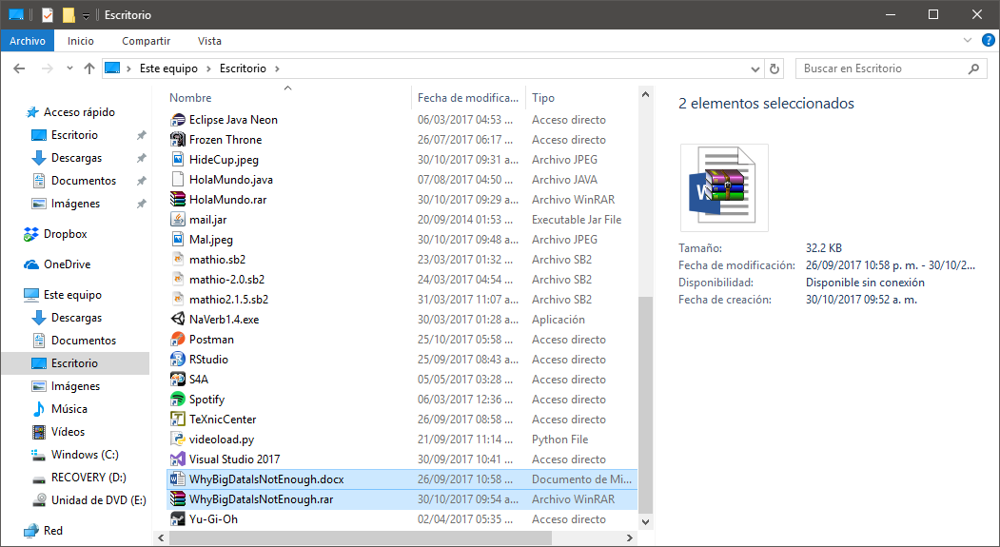 Escritorio
Archivo Inicio Compartir Vista
Este equipo Escritorio
Buscar en Escritorio
Acceso rápido
Escritorio
Descargas
Documentos
Imágenes
Dropbox
OneDrive
Este equipo
Descargas
Documentos
Escritorio
Imágenes
Música
Vídeos
Windows (C:)
RECOVERY (D:)
Unidad de DVD (E:)
Red
Nombre Fecha de modifica... Tipo
Eclipse Java Neon 06/03/2017 04:53 ... Acceso directo
Frozen Throne 26/07/2017 06:17 ... Acceso directo
HideCup.jpeg 30/10/2017 09:31 a... Archivo JPEG
HolaMundo.java 07/08/2017 04:50 ... Archivo JAVA
HolaMundo.rar 30/10/2017 09:29 a... Archivo WinRAR
mail.jar 20/09/2014 01:53 ... Executable Jar File
Mal.jpeg 30/10/2017 09:48 a... Archivo JPEG
mathio.sb2 23/03/2017 01:32 ... Archivo SB2
mathio-2.0.sb2 24/03/2017 04:54 ... Archivo SB2
mathio2.1.5.sb2 31/03/2017 11:07 a... Archivo SB2
NaVerb1.4.exe 30/03/2017 01:28 a... Aplicación
Postman 25/10/2017 05:58 ... Acceso directo
RStudio 25/09/2017 08:43 a... Acceso directo
S4A 05/05/2017 03:28 ... Acceso directo
Spotify 06/03/2017 12:36 ... Acceso directo
TeXnicCenter 26/09/2017 08:58 ... Acceso directo
videoload.py 21/09/2017 11:14 ... Python File
Visual Studio 2017 30/09/2017 10:41 ... Acceso directo
WhyBigDataIsNotEnough.docx 26/09/2017 10:58 ... Documento de Mi...
WhyBigDataIsNotEnough.rar 30/10/2017 09:54 a... Archivo WinRAR
Yu-Gi-Oh 02/04/2017 05:35 ... Acceso directo
2 elementos seleccionados
Tamaño: 32.2 KB
Fecha de modificación: 26/09/2017 10:58 p. m. - 30/10/2...
Disponibilidad: Disponible sin conexión
Fecha de creación: 30/10/2017 09:52 a. m.